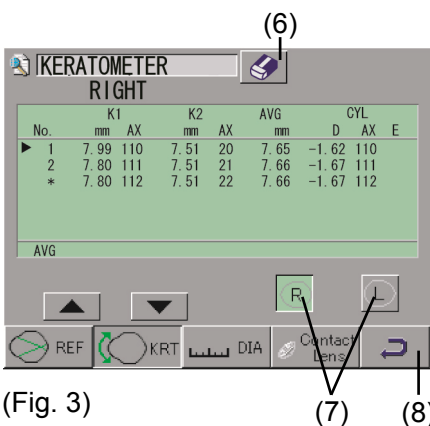 (6)
KERATOMETER
RIGHT
K1 K2 AVG CYL
No. mm AX mm AX mm D AX E
▶ 1 7.99 110 7.51 20 7.65 −1.62 110
2 7.80 111 7.51 21 7.66 −1.67 111
* 7.80 112 7.51 22 7.66 −1.67 112
AVG
R L
REF KRT DIA Contact Lens
(Fig. 3) (7) (8)